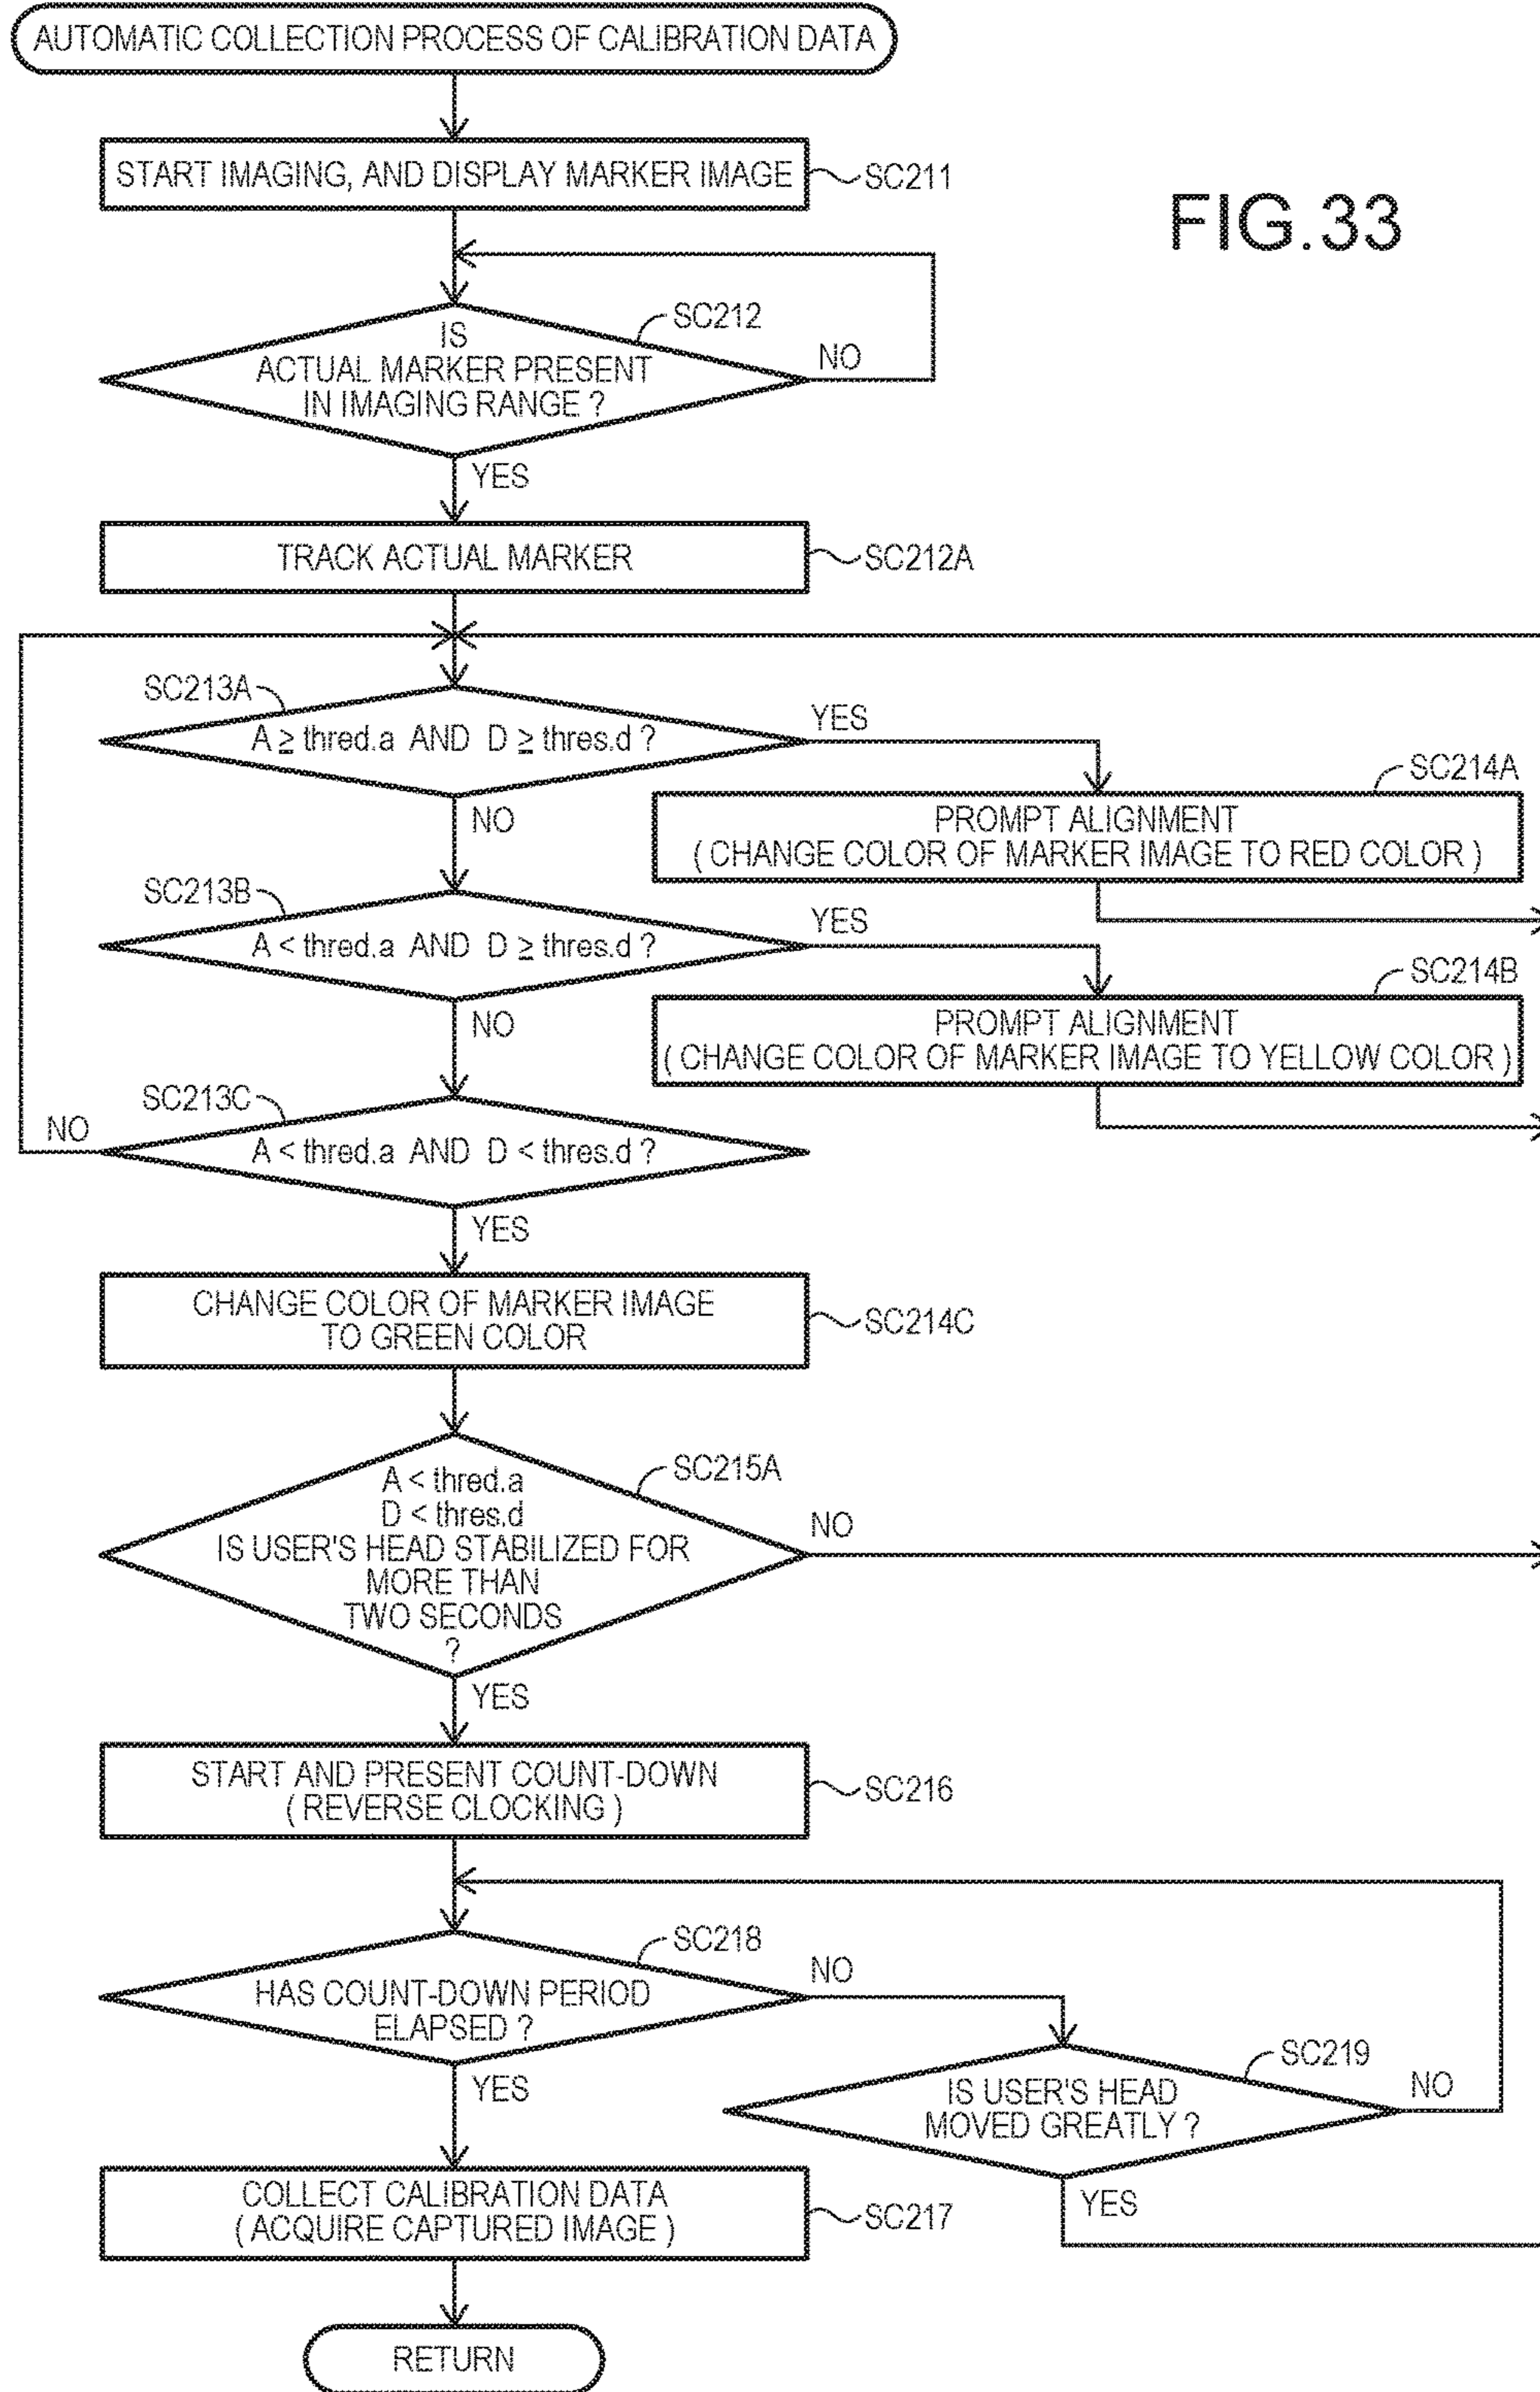 AUTOMATIC COLLECTION PROCESS OF CALIBRATION DATA
START IMAGING, AND DISPLAY MARKER IMAGE
SC211
FIG.33
SC212
IS
ACTUAL MARKER PRESENT
IN IMAGING RANGE ?
NO
YES
TRACK ACTUAL MARKER
SC212A
SC213A
A ≥ thred.a AND D ≥ thres.d ?
YES
NO
SC214A
PROMPT ALIGNMENT
( CHANGE COLOR OF MARKER IMAGE TO RED COLOR )
SC213B
A < thred.a AND D ≥ thres.d ?
YES
NO
SC214B
PROMPT ALIGNMENT
( CHANGE COLOR OF MARKER IMAGE TO YELLOW COLOR )
SC213C
NO
A < thred.a AND D < thres.d ?
YES
CHANGE COLOR OF MARKER IMAGE
TO GREEN COLOR
SC214C
SC215A
A < thred.a
D < thres.d
IS USER'S HEAD STABILIZED FOR
MORE THAN
TWO SECONDS
?
NO
YES
START AND PRESENT COUNT-DOWN
( REVERSE CLOCKING )
SC216
SC218
HAS COUNT-DOWN PERIOD
ELAPSED ?
NO
YES
SC219
IS USER'S HEAD
MOVED GREATLY ?
NO
YES
COLLECT CALIBRATION DATA
( ACQUIRE CAPTURED IMAGE )
SC217
RETURN